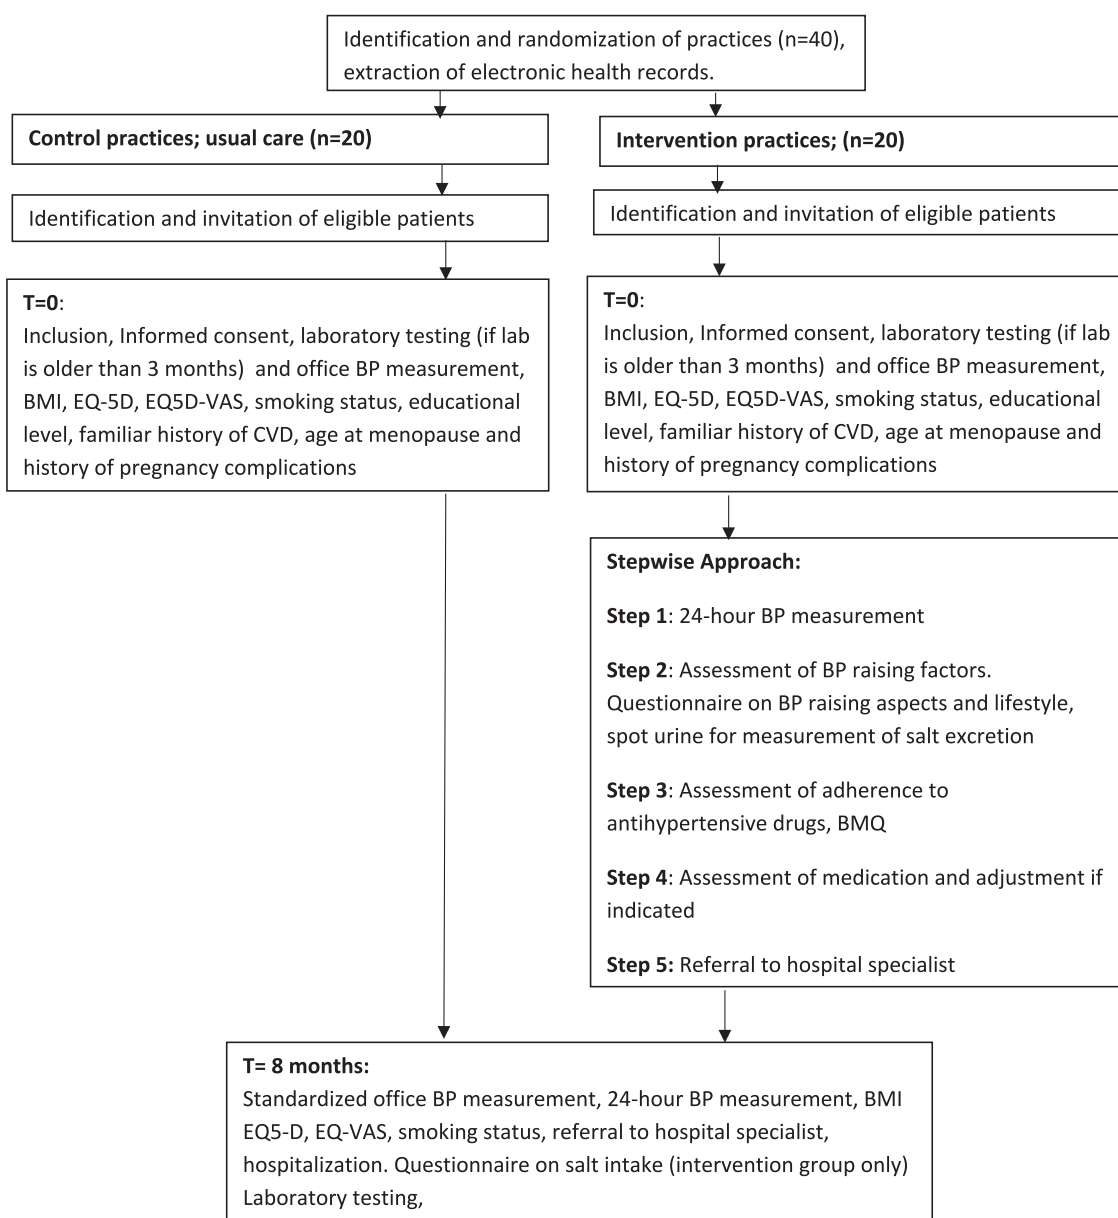 Identification and randomization of practices (n=40),
extraction of electronic health records.
Control practices; usual care (n=20)
Intervention practices; (n=20)
Identification and invitation of eligible patients
Identification and invitation of eligible patients
T=0:
Inclusion, Informed consent, laboratory testing (if lab
is older than 3 months)  and office BP measurement,
BMI, EQ-5D, EQ5D-VAS, smoking status, educational
level, familiar history of CVD, age at menopause and
history of pregnancy complications
T=0:
Inclusion, Informed consent, laboratory testing (if lab
is older than 3 months)  and office BP measurement,
BMI, EQ-5D, EQ5D-VAS, smoking status, educational
level, familiar history of CVD, age at menopause and
history of pregnancy complications
Stepwise Approach:
Step 1: 24-hour BP measurement
Step 2: Assessment of BP raising factors.
Questionnaire on BP raising aspects and lifestyle,
spot urine for measurement of salt excretion
Step 3: Assessment of adherence to
antihypertensive drugs, BMQ
Step 4: Assessment of medication and adjustment if
indicated
Step 5: Referral to hospital specialist
T= 8 months:
Standardized office BP measurement, 24-hour BP measurement, BMI
EQ5-D, EQ-VAS, smoking status, referral to hospital specialist,
hospitalization. Questionnaire on salt intake (intervention group only)
Laboratory testing,